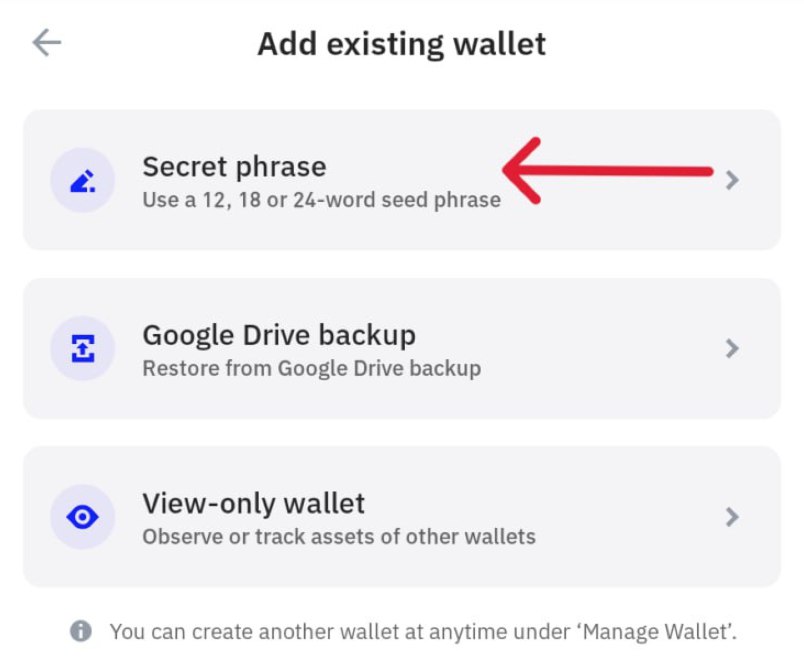 Add existing wallet
Secret phrase
Use a 12, 18 or 24-word seed phrase
Google Drive backup
Restore from Google Drive backup
View-only wallet
Observe or track assets of other wallets
You can create another wallet at anytime under ‘Manage Wallet’.